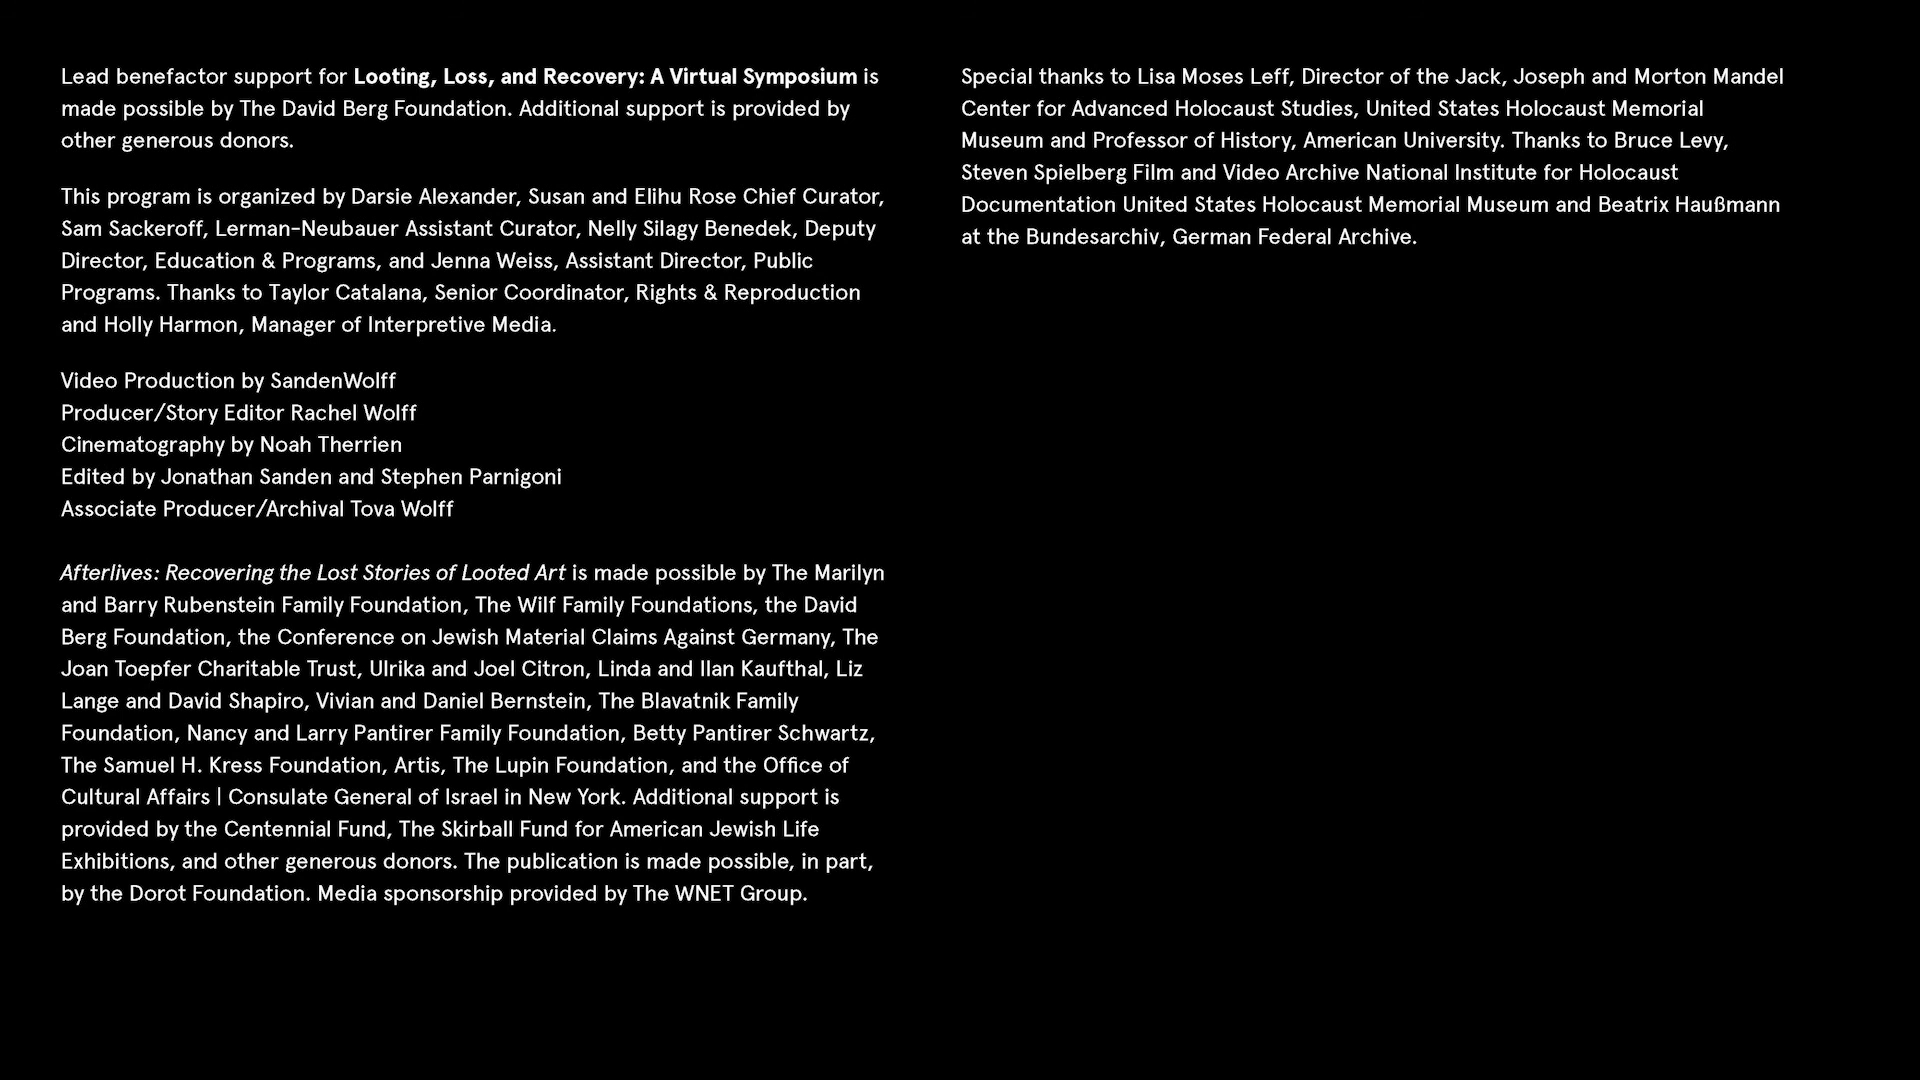 Lead benefactor support for Looting, Loss, and Recovery: A Virtual Symposium is
made possible by The David Berg Foundation. Additional support is provided by
other generous donors.
This program is organized by Darsie Alexander, Susan and Elihu Rose Chief Curator,
Sam Sackeroff, Lerman-Neubauer Assistant Curator, Nelly Silagy Benedek, Deputy
Director, Education & Programs, and Jenna Weiss, Assistant Director, Public
Programs. Thanks to Taylor Catalana, Senior Coordinator, Rights & Reproduction
and Holly Harmon, Manager of Interpretive Media.
Video Production by SandenWolff
Producer/Story Editor Rachel Wolff
Cinematography by Noah Therrien
Edited by Jonathan Sanden and Stephen Parnigoni
Associate Producer/Archival Tova Wolff
Afterlives: Recovering the Lost Stories of Looted Art is made possible by The Marilyn
and Barry Rubenstein Family Foundation, The Wilf Family Foundations, the David
Berg Foundation, the Conference on Jewish Material Claims Against Germany, The
Joan Toepfer Charitable Trust, Ulrika and Joel Citron, Linda and Ilan Kaufthal, Liz
Lange and David Shapiro, Vivian and Daniel Bernstein, The Blavatnik Family
Foundation, Nancy and Larry Pantirer Family Foundation, Betty Pantirer Schwartz,
The Samuel H. Kress Foundation, Artis, The Lupin Foundation, and the Office of
Cultural Affairs | Consulate General of Israel in New York. Additional support is
provided by the Centennial Fund, The Skirball Fund for American Jewish Life
Exhibitions, and other generous donors. The publication is made possible, in part,
by the Dorot Foundation. Media sponsorship provided by The WNET Group.
Special thanks to Lisa Moses Leff, Director of the Jack, Joseph and Morton Mandel
Center for Advanced Holocaust Studies, United States Holocaust Memorial
Museum and Professor of History, American University. Thanks to Bruce Levy,
Steven Spielberg Film and Video Archive National Institute for Holocaust
Documentation United States Holocaust Memorial Museum and Beatrix Haußmann
at the Bundesarchiv, German Federal Archive.